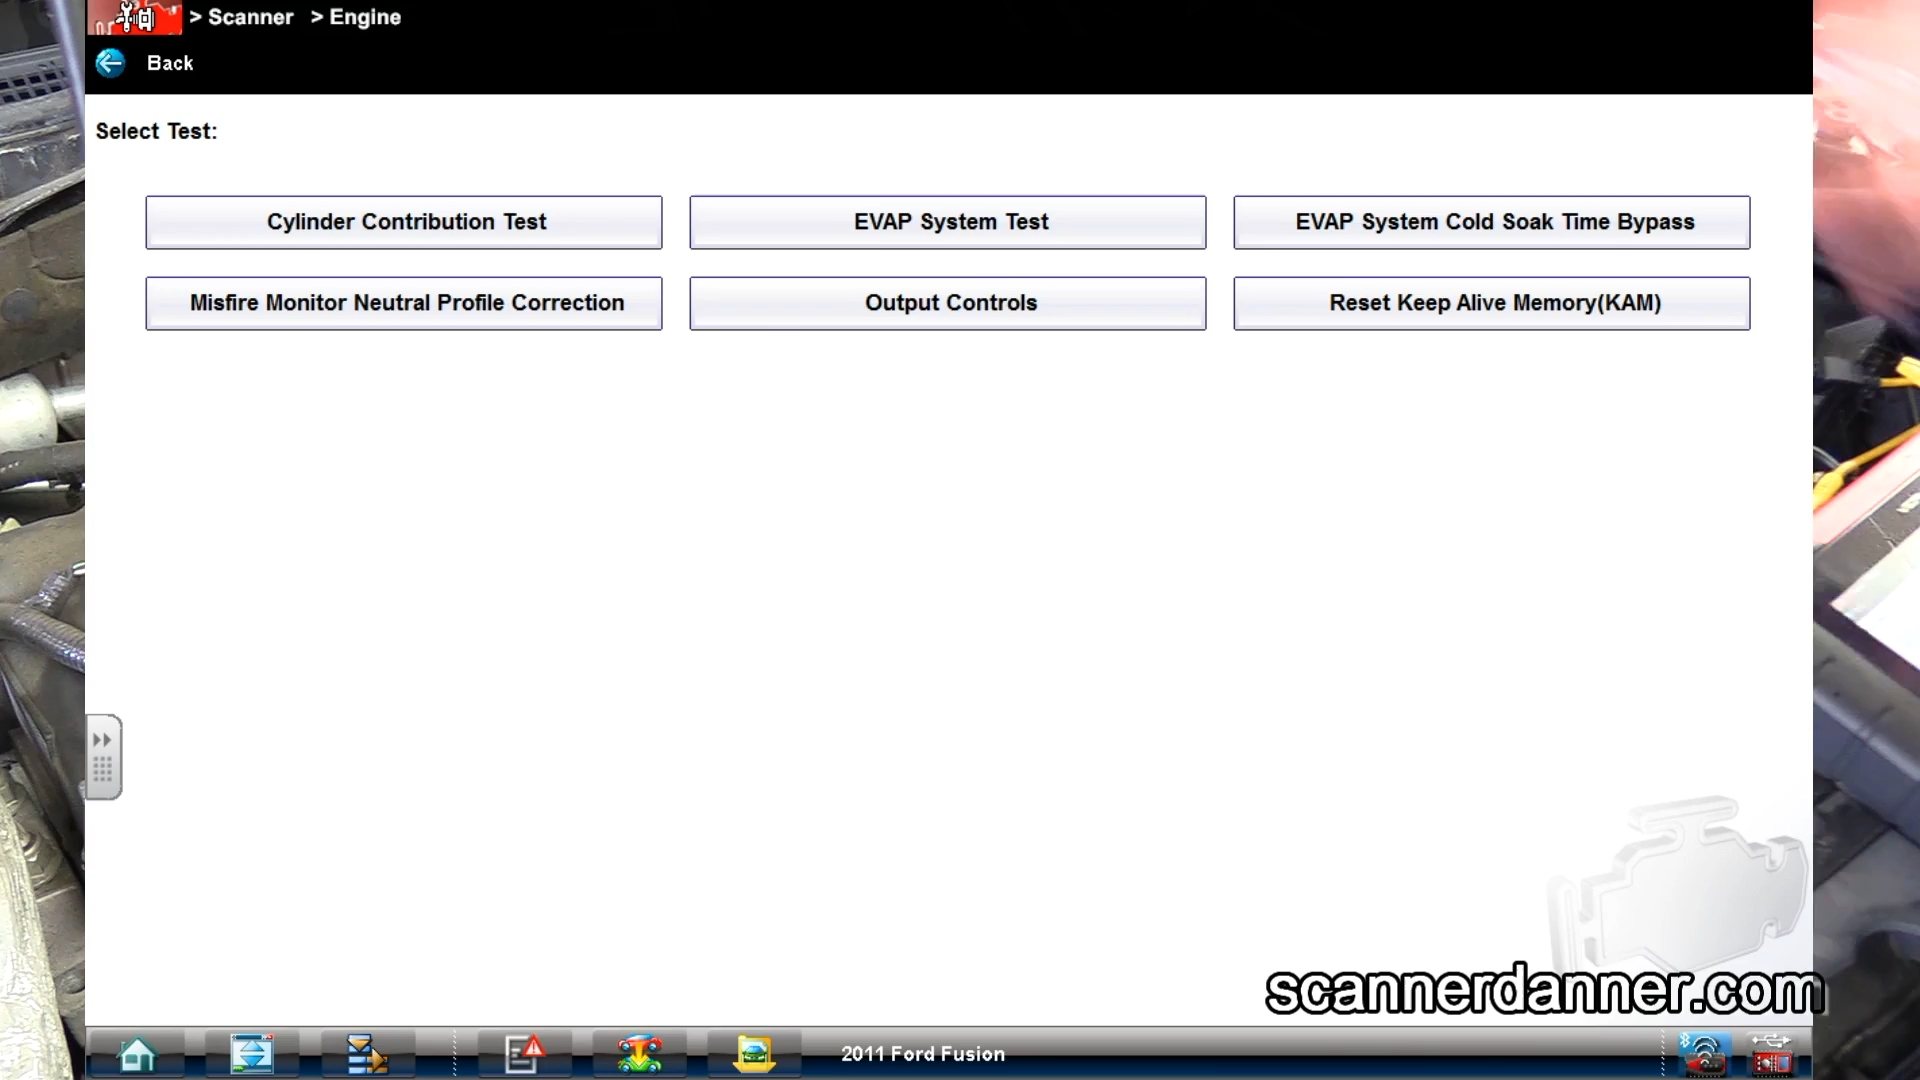 > Scanner > Engine
Back
Select Test:
Cylinder Contribution Test
EVAP System Test
EVAP System Cold Soak Time Bypass
Misfire Monitor Neutral Profile Correction
Output Controls
Reset Keep Alive Memory(KAM)
scannerdanner.com
2011 Ford Fusion